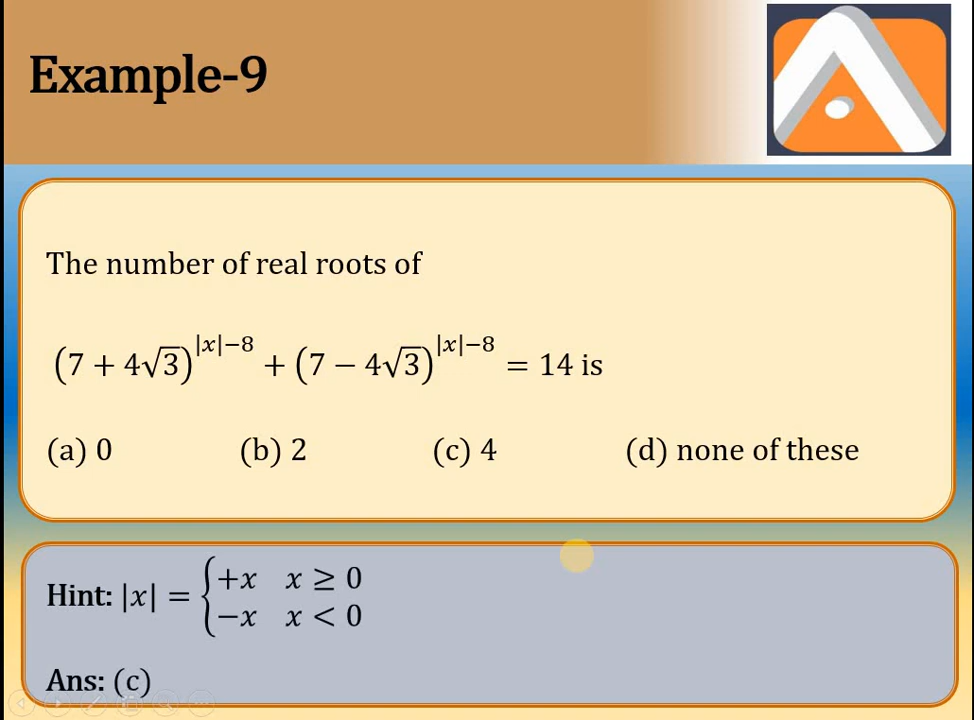 Example-9
The number of real roots of
(7 + 4√3)^{|x|−8} + (7 − 4√3)^{|x|−8} = 14 is
(a) 0 (b) 2 (c) 4 (d) none of these
Hint: |x| = { +x x ≥ 0
−x x < 0
Ans: (c)